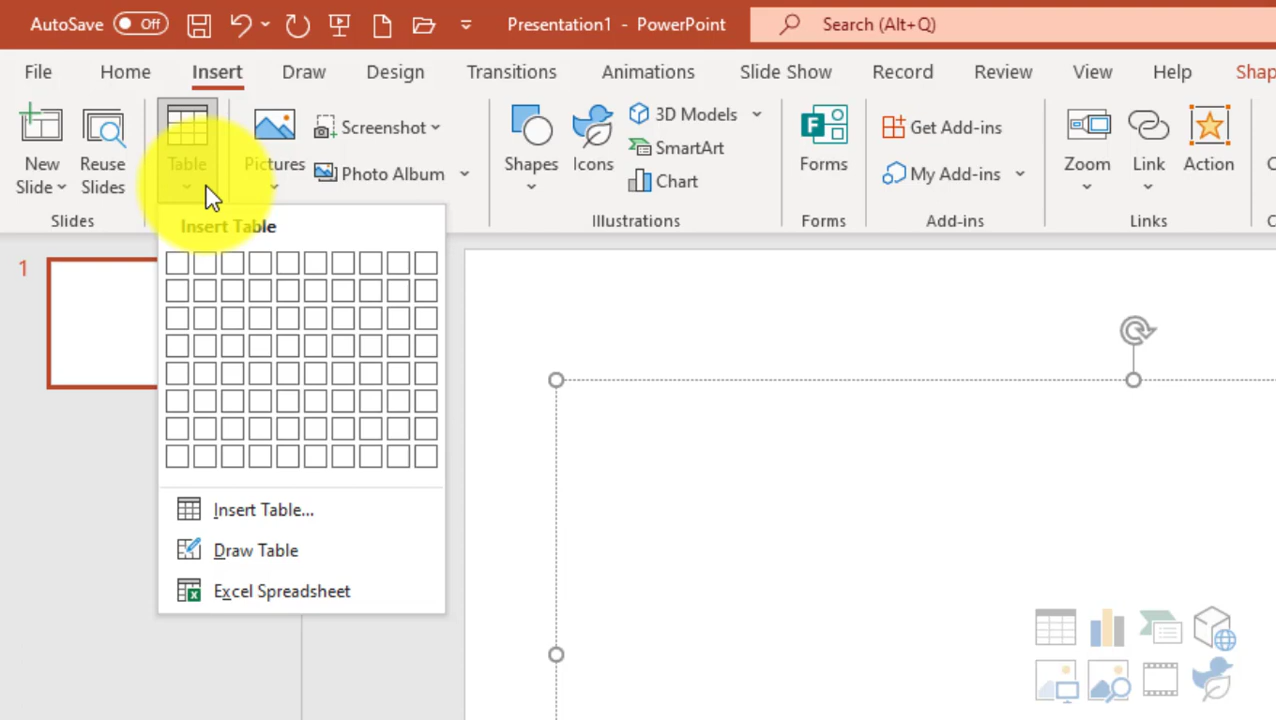 AutoSave Off Presentation1 - PowerPoint Search (Alt+Q)
File Home Insert Draw Design Transitions Animations Slide Show Record Review View Help Shap
New Slide
Reuse Slides
Table
Pictures
Screenshot
Photo Album
Shapes
Icons
3D Models
SmartArt
Chart
Forms
Get Add-ins
My Add-ins
Zoom
Link
Action
Slides Illustrations Forms Add-ins Links
Insert Table
1
Insert Table...
Draw Table
Excel Spreadsheet